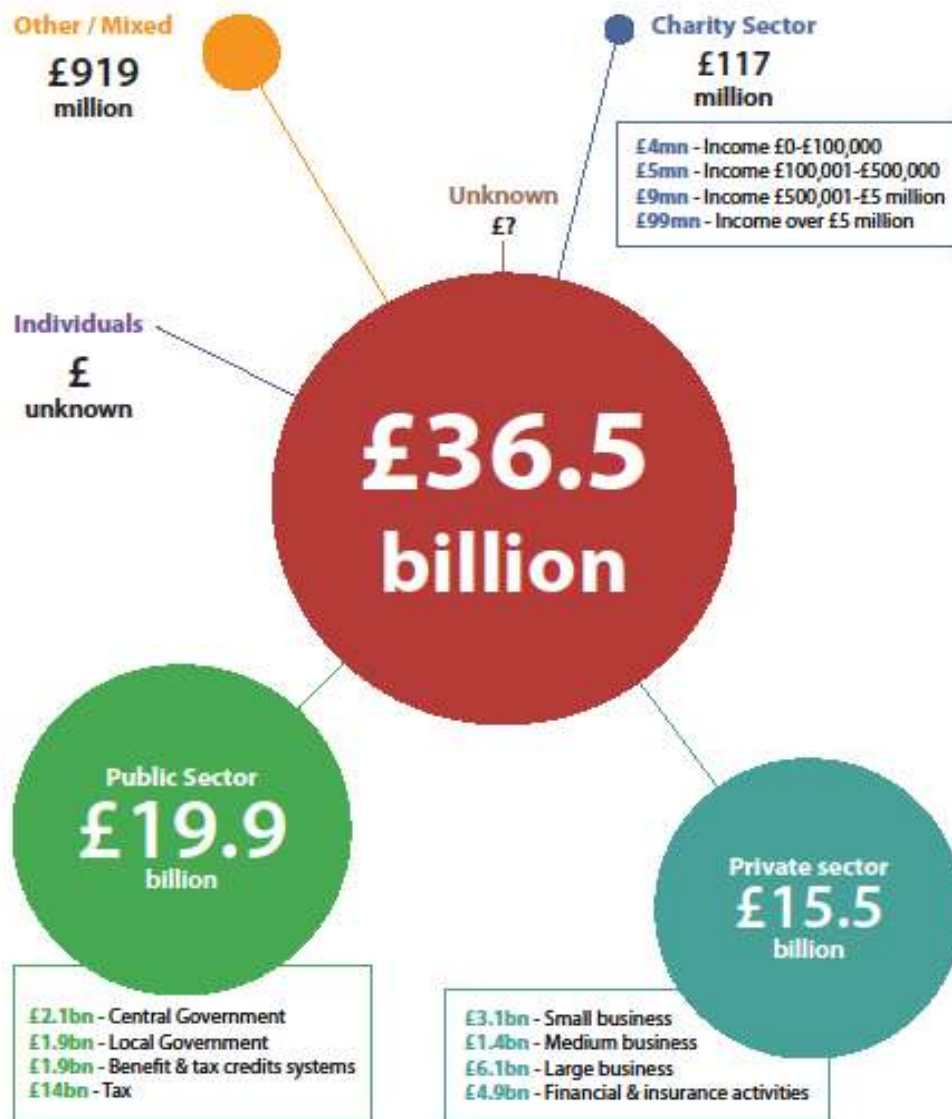 Other / Mixed
£919
million
Charity Sector
£117
million
£4mn - Income £0-£100,000
£5mn - Income £100,001-£500,000
£9mn - Income £500,001-£5 million
£99mn - Income over £5 million
Unknown
£?
Individuals
£
unknown
£36.5
billion
Public Sector
£19.9
billion
Private sector
£15.5
billion
£2.1bn - Central Government
£1.9bn - Local Government
£1.9bn - Benefit & tax credits systems
£14bn - Tax
£3.1bn - Small business
£1.4bn - Medium business
£6.1bn - Large business
£4.9bn - Financial & insurance activities